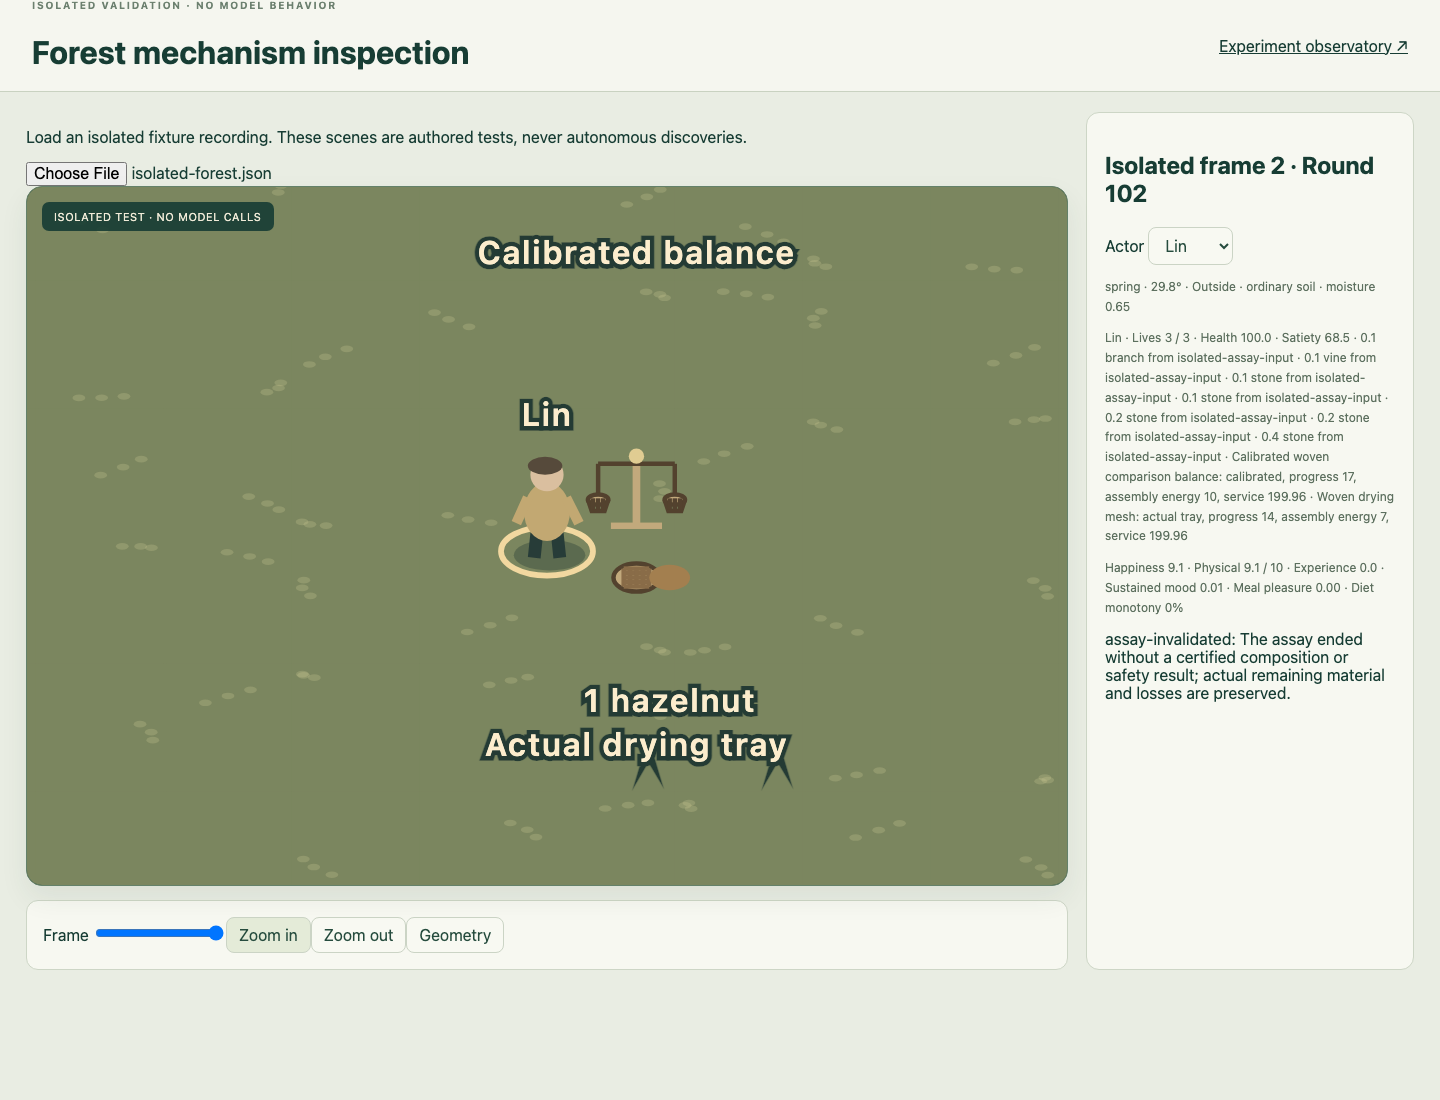 ISOLATED VALIDATION · NO MODEL BEHAVIOR
Forest mechanism inspection
Experiment observatory ↗
Load an isolated fixture recording. These scenes are authored tests, never autonomous discoveries.
Choose File isolated-forest.json
ISOLATED TEST · NO MODEL CALLS
Calibrated balance
Lin
1 hazelnut
Actual drying tray
Frame
Zoom in
Zoom out
Geometry
Isolated frame 2 · Round
102
Actor Lin
spring · 29.8° · Outside · ordinary soil · moisture
0.65
Lin · Lives 3 / 3 · Health 100.0 · Satiety 68.5 · 0.1
branch from isolated-assay-input · 0.1 vine from
isolated-assay-input · 0.1 stone from isolated-
assay-input · 0.1 stone from isolated-assay-input ·
0.2 stone from isolated-assay-input · 0.2 stone
from isolated-assay-input · 0.4 stone from
isolated-assay-input · Calibrated woven
comparison balance: calibrated, progress 17,
assembly energy 10, service 199.96 · Woven drying
mesh: actual tray, progress 14, assembly energy 7,
service 199.96
Happiness 9.1 · Physical 9.1 / 10 · Experience 0.0 ·
Sustained mood 0.01 · Meal pleasure 0.00 · Diet
monotony 0%
assay-invalidated: The assay ended
without a certified composition or
safety result; actual remaining material
and losses are preserved.